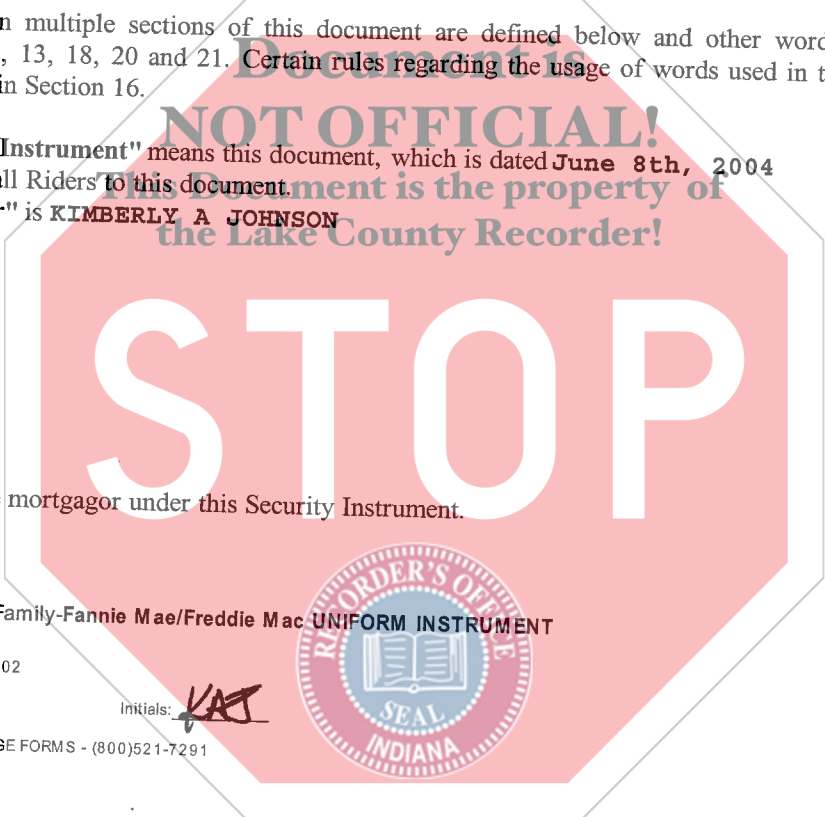 n multiple sections of this document are defined below and other word
, 13, 18, 20 and 21. Certain rules regarding the usage of words used in t
in Section 16.
Document is
NOT OFFICIAL!
This Document is the property of
the Lake County Recorder!
Instrument" means this document, which is dated June 8th, 2004
ll Riders to this document.
" is KIMBERLY A JOHNSON
STOP
mortgagor under this Security Instrument.
Family-Fannie Mae/Freddie Mac UNIFORM INSTRUMENT
02
Initials: KAJ
GE FORMS - (800)521-7291
RECORDER'S OFFICE
SEAL
INDIANA